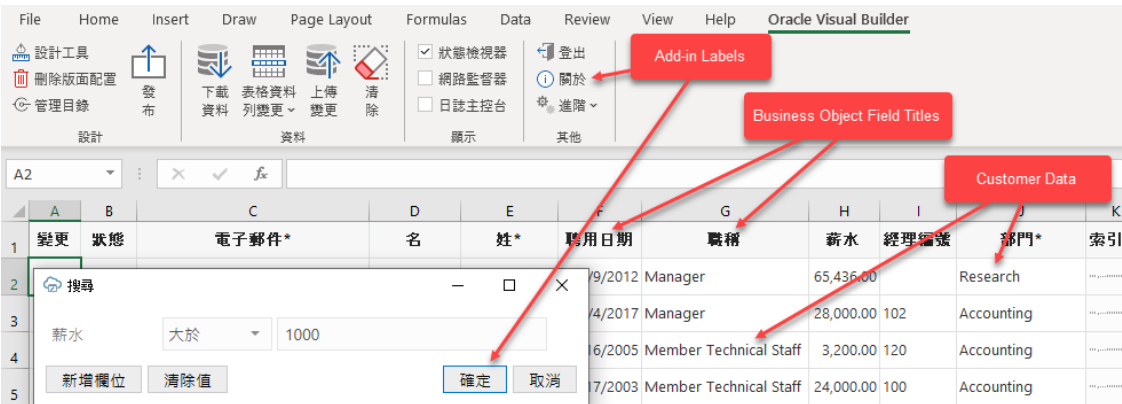 File Home Insert Draw Page Layout Formulas Data Review View Help Oracle Visual Builder
設計工具
刪除版面配置
管理目錄
發布
下載資料
表格資料列變更
上傳變更
清除
狀態檢視器
網路監督器
日誌主控台
登出
關於
進階
設計 資料 顯示 其他
Add-in Labels
Business Object Field Titles
Customer Data
A2 fx
A B C D E F G H I J K
1 變更 狀態 電子郵件* 名 姓* 聘用日期 職稱 薪水 經理編號 部門* 索引
2 /9/2012 Manager 65,436.00 Research
3 /4/2017 Manager 28,000.00 102 Accounting
4 16/2005 Member Technical Staff 3,200.00 120 Accounting
5 17/2003 Member Technical Staff 24,000.00 100 Accounting
搜尋
薪水 大於 1000
新增欄位 清除值 確定 取消